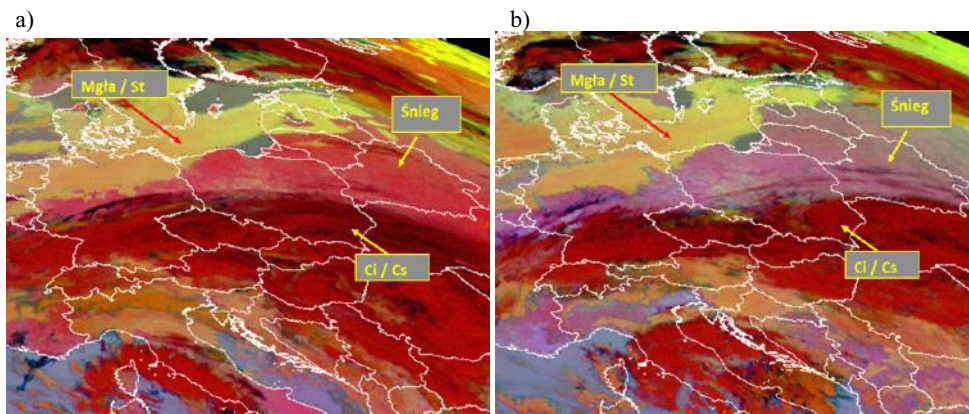 a)
Mgła / St
Śnieg
Ci / Cs
b)
Mgła / St
Śnieg
Ci / Cs